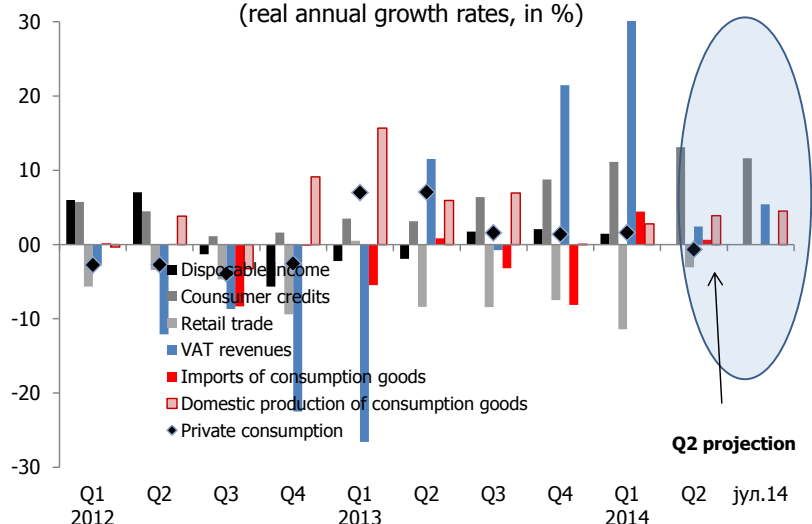 (real annual growth rates, in %)
30
20
10
00
-10
-20
-30
Disposable income
Counsumer credits
Retail trade
VAT revenues
Imports of consumption goods
Domestic production of consumption goods
Private consumption
Q2 projection
Q1 Q2 Q3 Q4 Q1 Q2 Q3 Q4 Q1 Q2 јул.14
2012 2013 2014